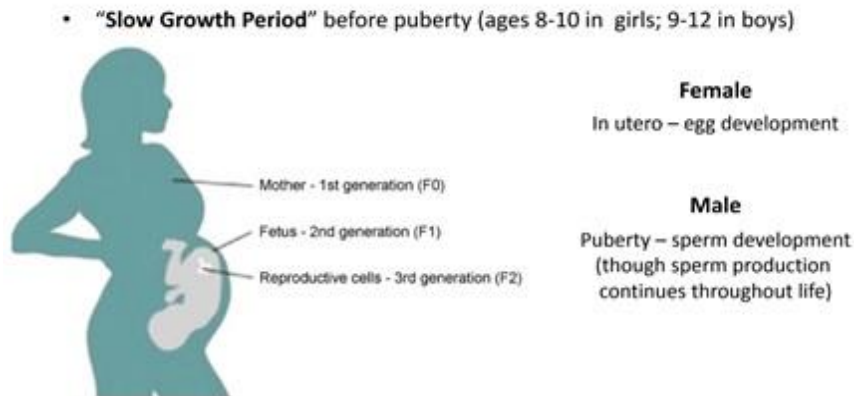 • “Slow Growth Period” before puberty (ages 8-10 in girls; 9-12 in boys)
Mother - 1st generation (F0)
Fetus - 2nd generation (F1)
Reproductive cells - 3rd generation (F2)
Female
In utero – egg development
Male
Puberty – sperm development
(though sperm production
continues throughout life)